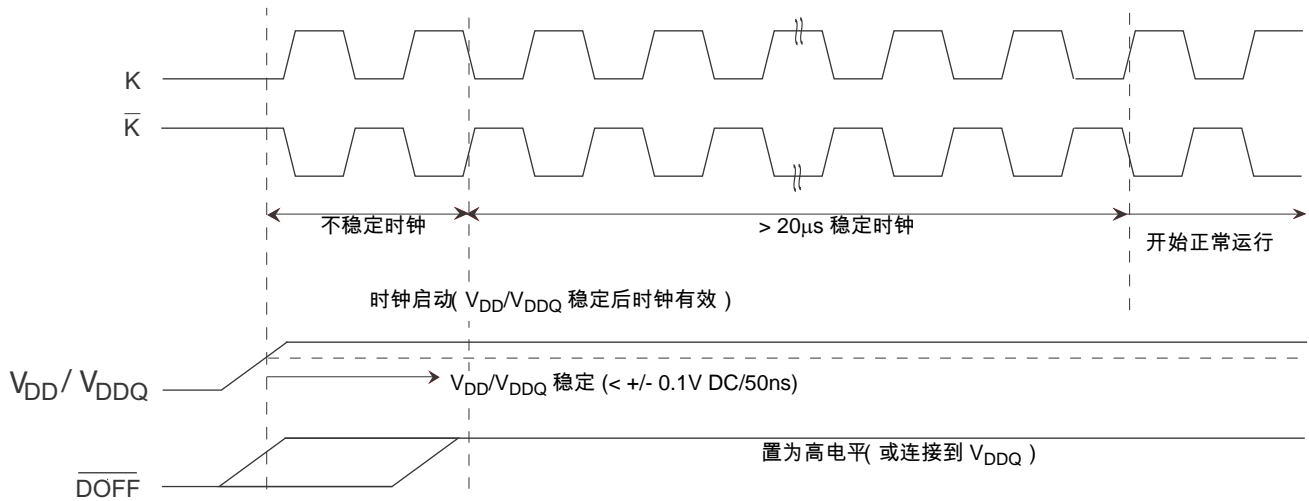 K
K̅
不稳定时钟
> 20μs 稳定时钟
开始正常运行
时钟启动( VDD/VDDQ 稳定后时钟有效 )
VDD / VDDQ
VDD/VDDQ 稳定 (< +/- 0.1V DC/50ns)
置为高电平( 或连接到 VDDQ )
D̅O̅F̅F̅